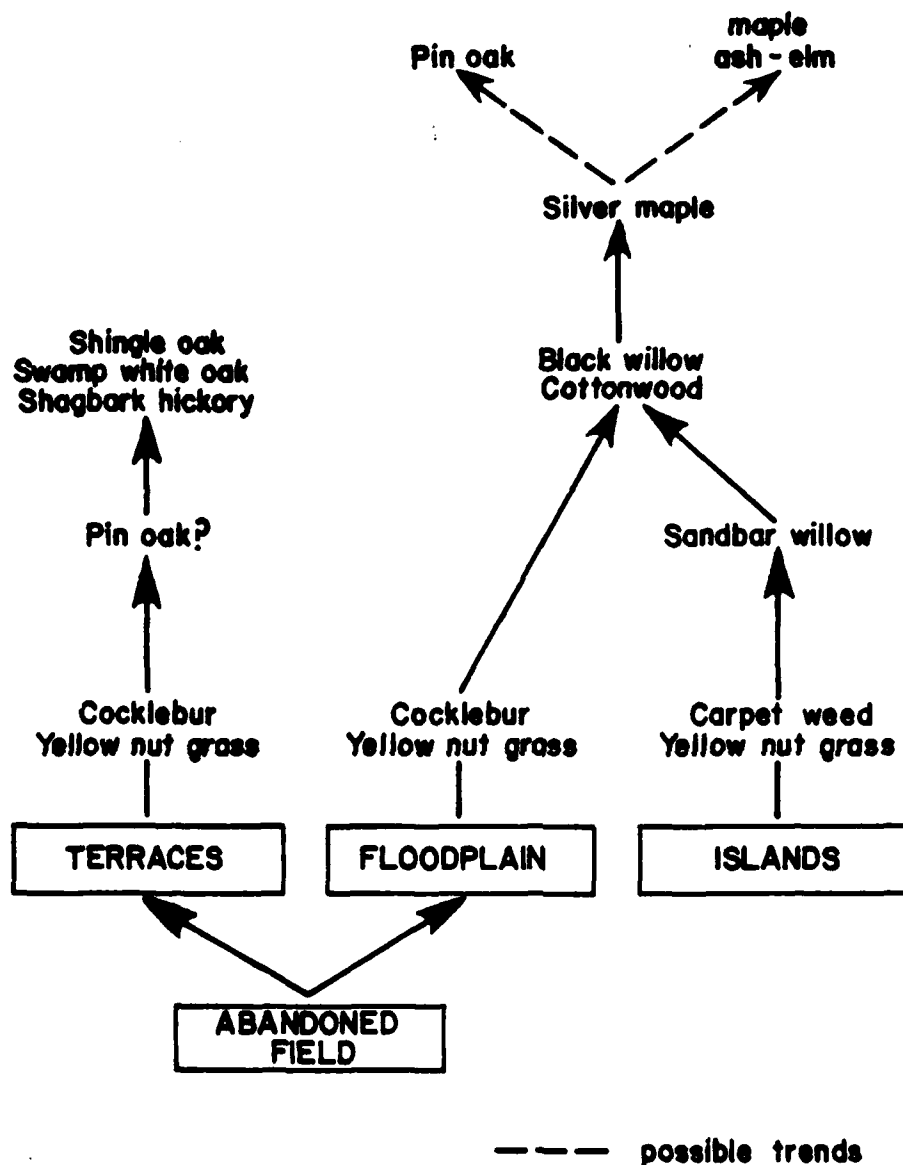 Pin oak
maple
ash-elm
Silver maple
Shingle oak
Swamp white oak
Shagbark hickory
Black willow
Cottonwood
Pin oak?
Sandbar willow
Cocklebur
Yellow nut grass
Cocklebur
Yellow nut grass
Carpet weed
Yellow nut grass
TERRACES
FLOODPLAIN
ISLANDS
ABANDONED
FIELD
possible trends